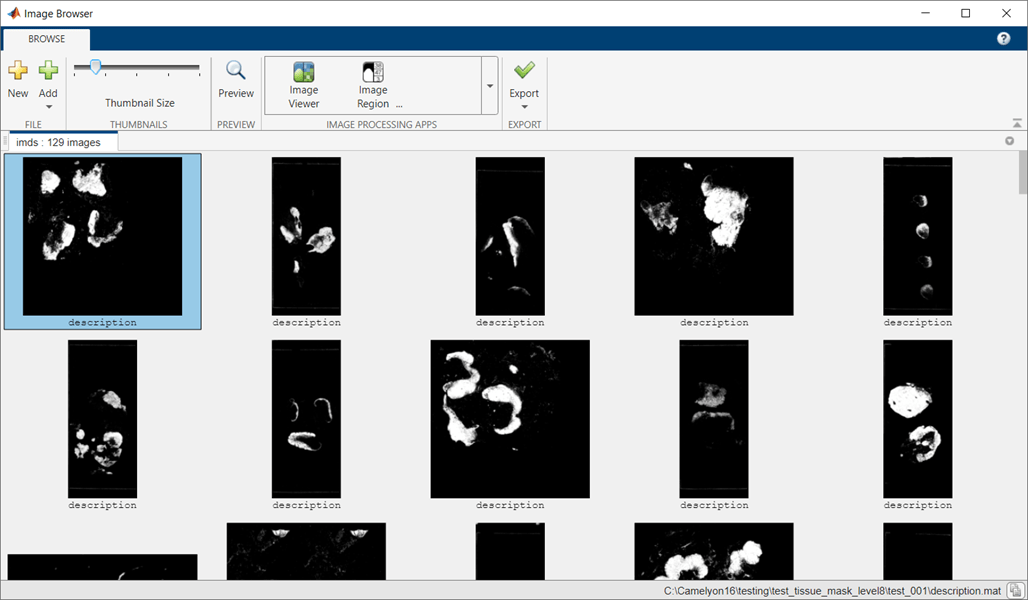 Image Browser
BROWSE
New
Add
Thumbnail Size
Preview
Image
Viewer
Image
Region ...
Export
FILE
THUMBNAILS
PREVIEW
IMAGE PROCESSING APPS
EXPORT
imds : 129 images
description
description
description
description
description
description
description
description
description
description
C:\Camelyon16\testing\test_tissue_mask_level8\test_001\description.mat